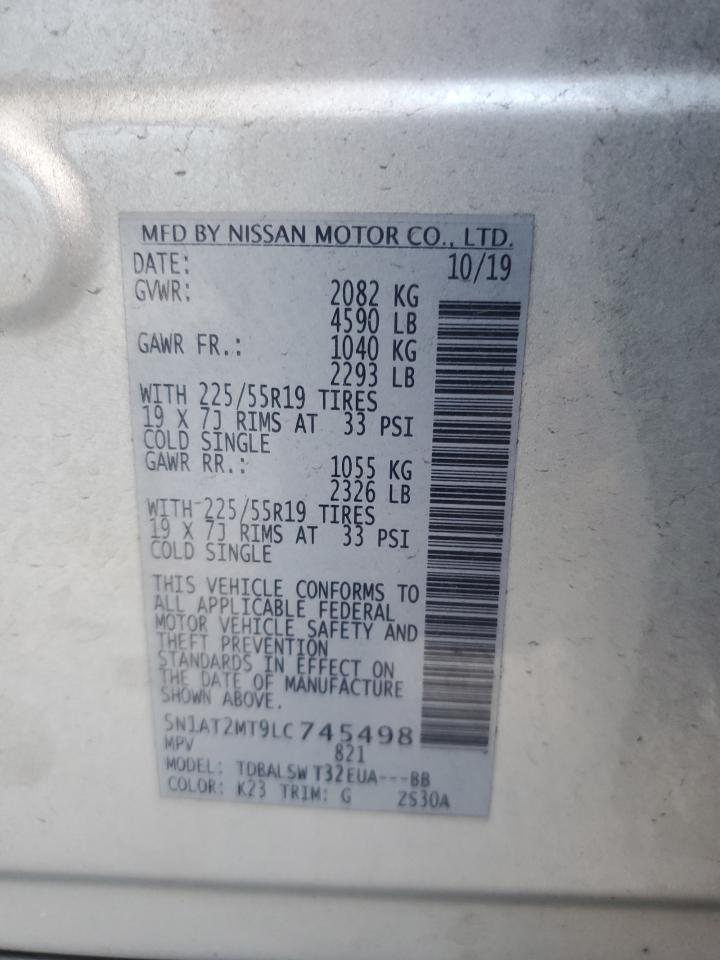 MFD BY NISSAN MOTOR CO., LTD.
DATE: 10/19
GVWR: 2082 KG
4590 LB
GAWR FR.: 1040 KG
2293 LB
WITH 225/55R19 TIRES
19 X 7J RIMS AT 33 PSI
COLD SINGLE
GAWR RR.: 1055 KG
2326 LB
WITH 225/55R19 TIRES
19 X 7J RIMS AT 33 PSI
COLD SINGLE
THIS VEHICLE CONFORMS TO
ALL APPLICABLE FEDERAL
MOTOR VEHICLE SAFETY AND
THEFT PREVENTION
STANDARDS IN EFFECT ON
THE DATE OF MANUFACTURE
SHOWN ABOVE.
5N1AT2MT9LC745498
MPV 821
MODEL: TDBALSW T32EUA---BB
COLOR: K23 TRIM: G ZS30A